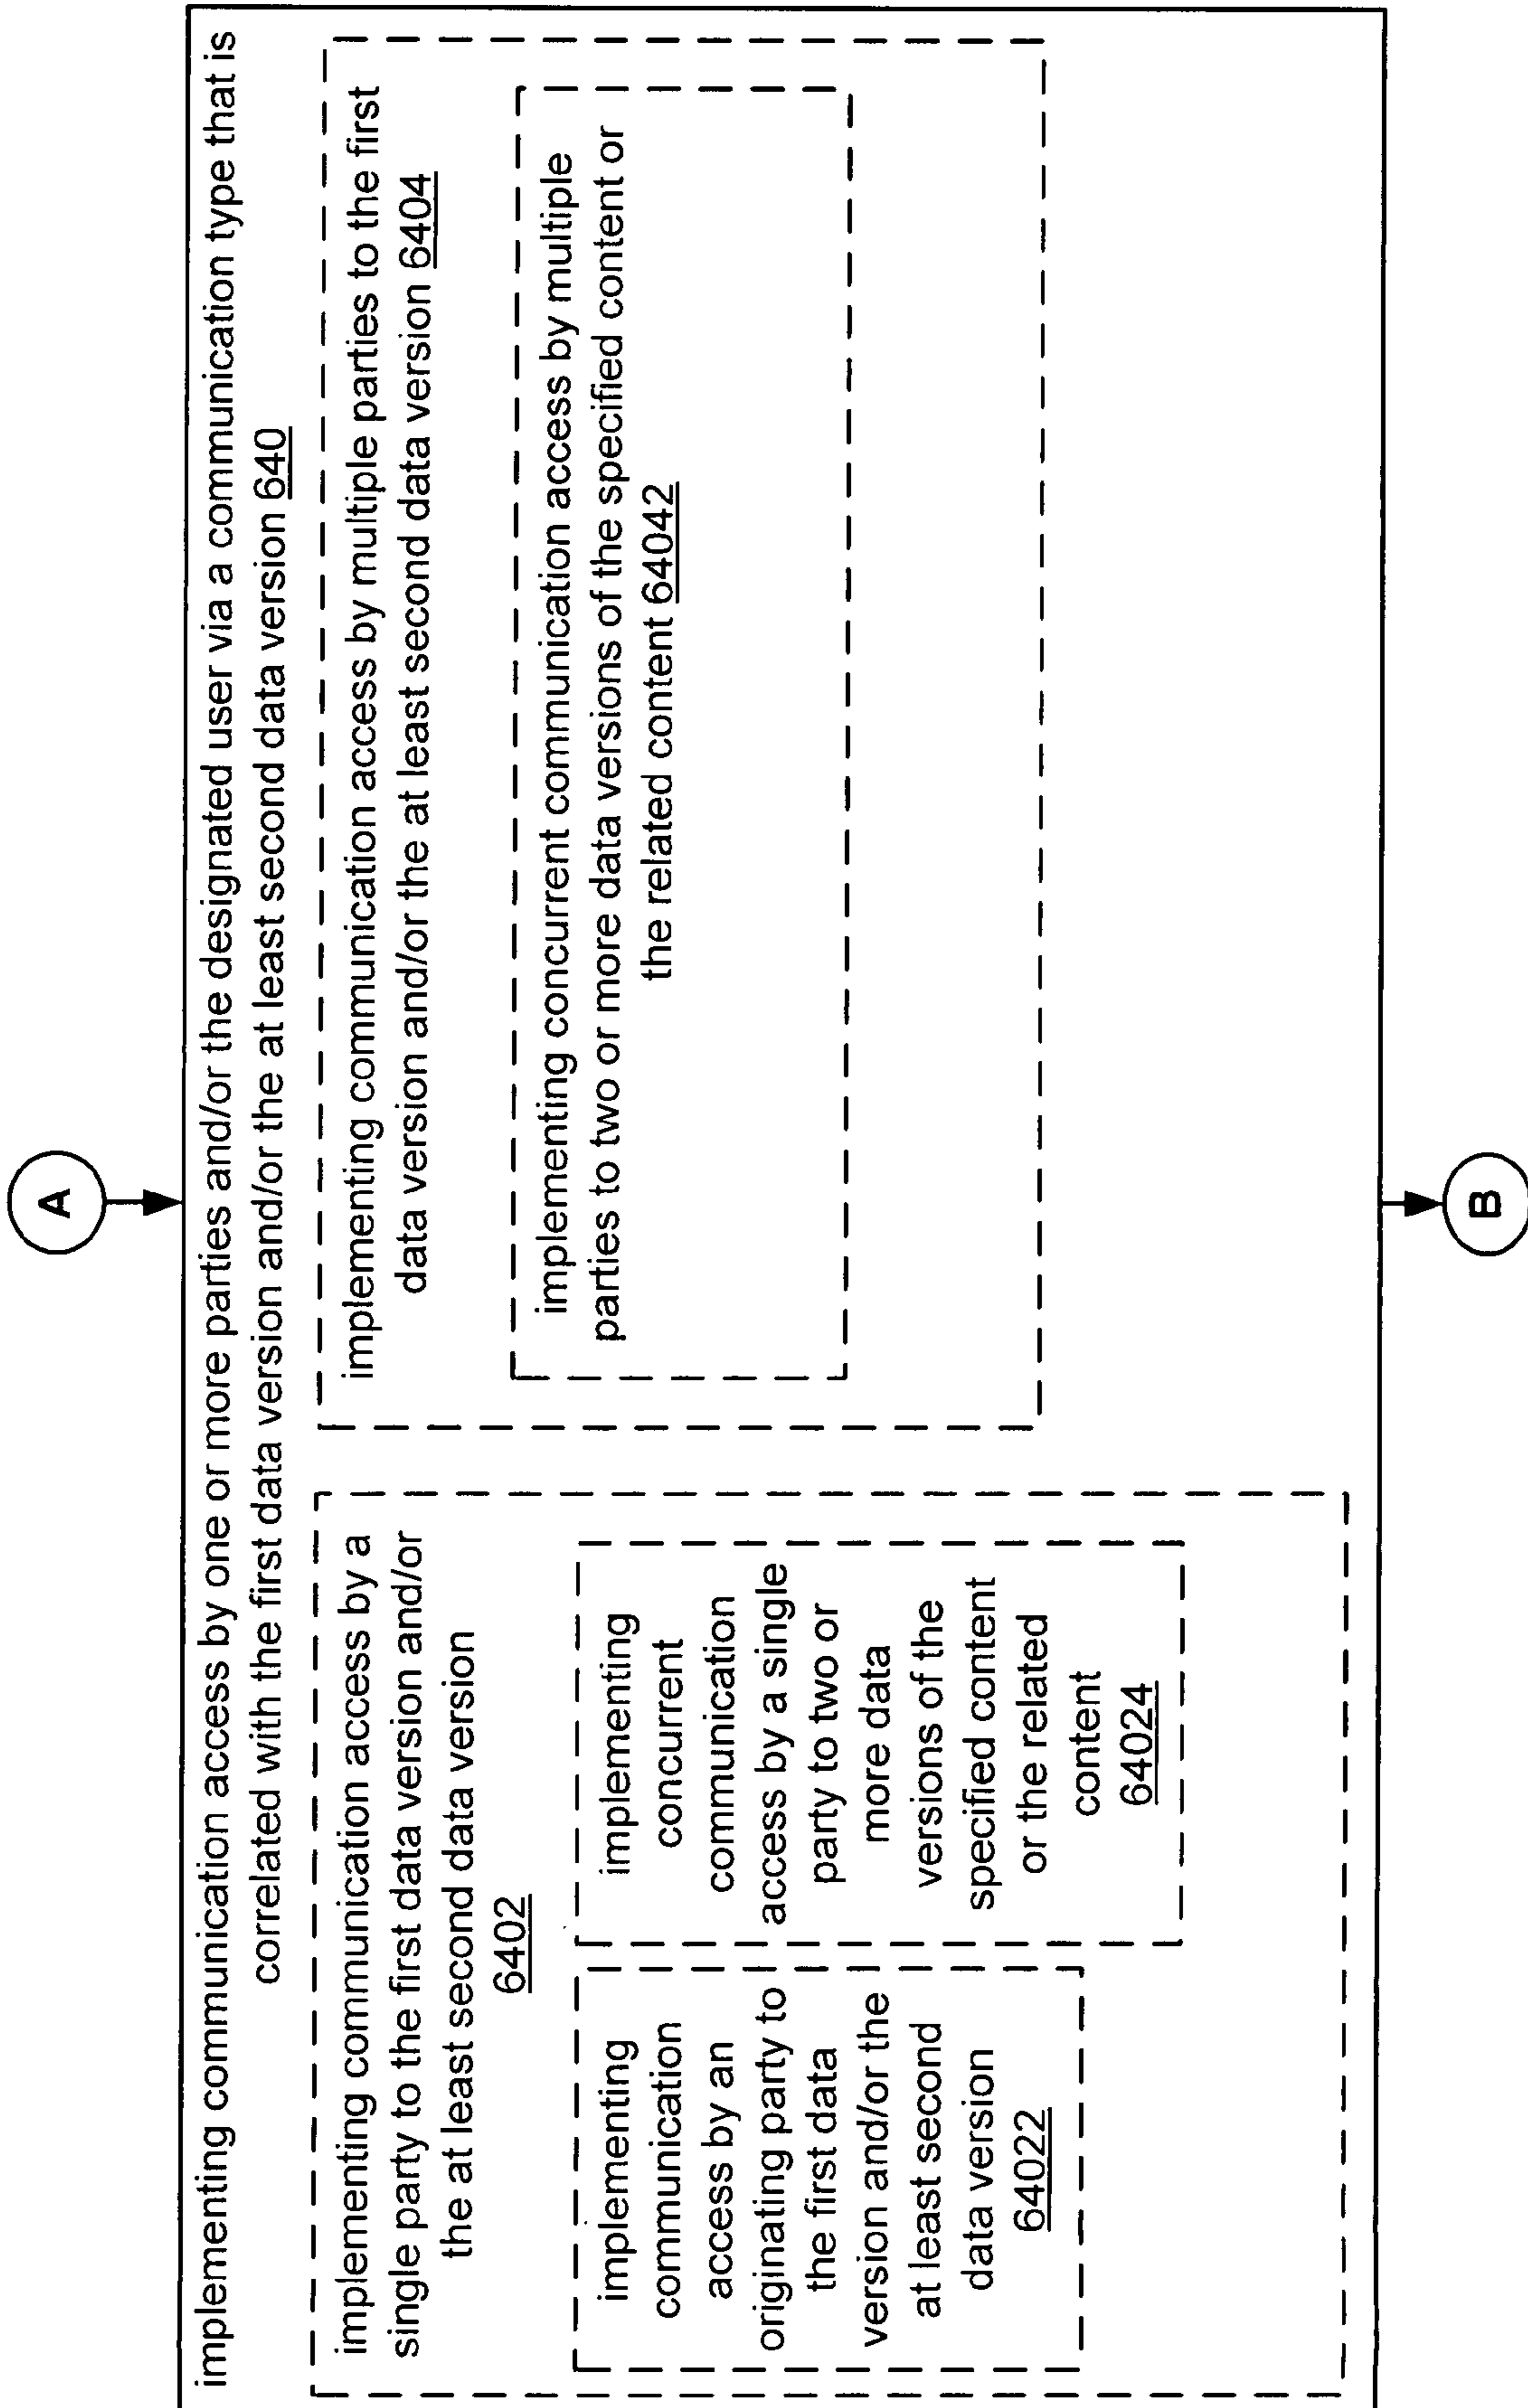 A
implementing communication access by one or more parties and/or the designated user via a communication type that is
correlated with the first data version and/or the at least second data version 640
implementing communication access by a
single party to the first data version and/or
the at least second data version
6402
implementing
communication
access by an
originating party to
the first data
version and/or the
at least second
data version
64022
implementing
concurrent
communication
access by a single
party to two or
more data
versions of the
specified content
or the related
content
64024
implementing communication access by multiple parties to the first
data version and/or the at least second data version 6404
implementing concurrent communication access by multiple
parties to two or more data versions of the specified content or
the related content 64042
B